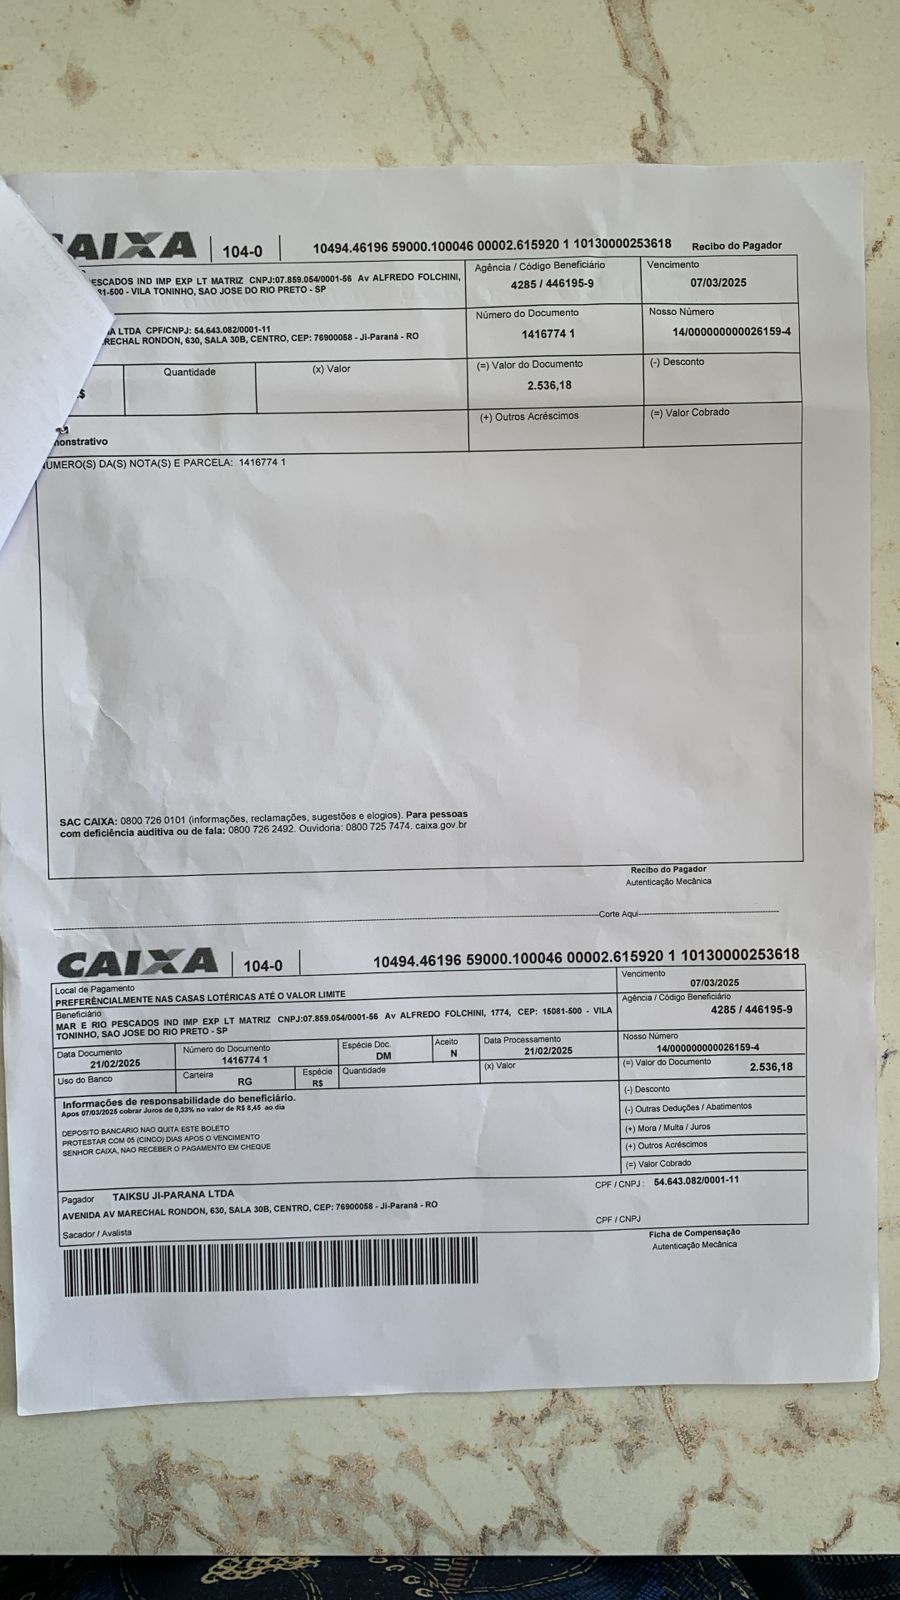 CAIXA 104-0 10494.46196 59000.100046 00002.615920 1 10130000253618 Recibo do Pagador
PESCADOS IND IMP EXP LT MATRIZ CNPJ:07.859.054/0001-56 Av ALFREDO FOLCHINI,
81-500 - VILA TONINHO, SAO JOSE DO RIO PRETO - SP
Agência / Código Beneficiário
4285 / 446195-9
Vencimento
07/03/2025
LTDA CPF/CNPJ: 54.643.082/0001-11
RECHAL RONDON, 630, SALA 30B, CENTRO, CEP: 76900058 - Ji-Paraná - RO
Número do Documento
1416774 1
Nosso Número
14/000000000026159-4
$
Quantidade
(x) Valor
(=) Valor do Documento
2.536,18
(-) Desconto
(+) Outros Acréscimos
(=) Valor Cobrado
monstrativo
NUMERO(S) DA(S) NOTA(S) E PARCELA: 1416774 1
SAC CAIXA: 0800 726 0101 (informações, reclamações, sugestões e elogios). Para pessoas
com deficiência auditiva ou de fala: 0800 726 2492. Ouvidoria: 0800 725 7474. caixa.gov.br
Recibo do Pagador
Autenticação Mecânica
Corte Aqui
CAIXA 104-0 10494.46196 59000.100046 00002.615920 1 10130000253618
Local de Pagamento
PREFERENCIALMENTE NAS CASAS LOTÉRICAS ATÉ O VALOR LIMITE
Vencimento
07/03/2025
Beneficiário
MAR E RIO PESCADOS IND IMP EXP LT MATRIZ CNPJ:07.859.054/0001-56 Av ALFREDO FOLCHINI, 1774, CEP: 15081-500 - VILA
TONINHO, SAO JOSE DO RIO PRETO - SP
Agência / Código Beneficiário
4285 / 446195-9
Data Documento
21/02/2025
Número do Documento
1416774 1
Espécie Doc.
DM
Aceito
N
Data Processamento
21/02/2025
Nosso Número
14/000000000026159-4
Uso do Banco
Carteira
RG
Espécie
R$
Quantidade
(x) Valor
(=) Valor do Documento
2.536,18
Informações de responsabilidade do beneficiário.
Apos 07/03/2025 cobrar Juros de 0,33% no valor de R$ 8,45 ao dia
DEPOSITO BANCARIO NAO QUITA ESTE BOLETO
PROTESTAR COM 05 (CINCO) DIAS APOS O VENCIMENTO
SENHOR CAIXA, NAO RECEBER O PAGAMENTO EM CHEQUE
(-) Desconto
(-) Outras Deduções / Abatimentos
(+) Mora / Multa / Juros
(+) Outros Acréscimos
(=) Valor Cobrado
Pagador TAIKSU JI-PARANA LTDA
CPF / CNPJ : 54.643.082/0001-11
AVENIDA AV MARECHAL RONDON, 630, SALA 30B, CENTRO, CEP: 76900058 - Ji-Paraná - RO
Sacador / Avalista
CPF / CNPJ
Ficha de Compensação
Autenticação Mecânica